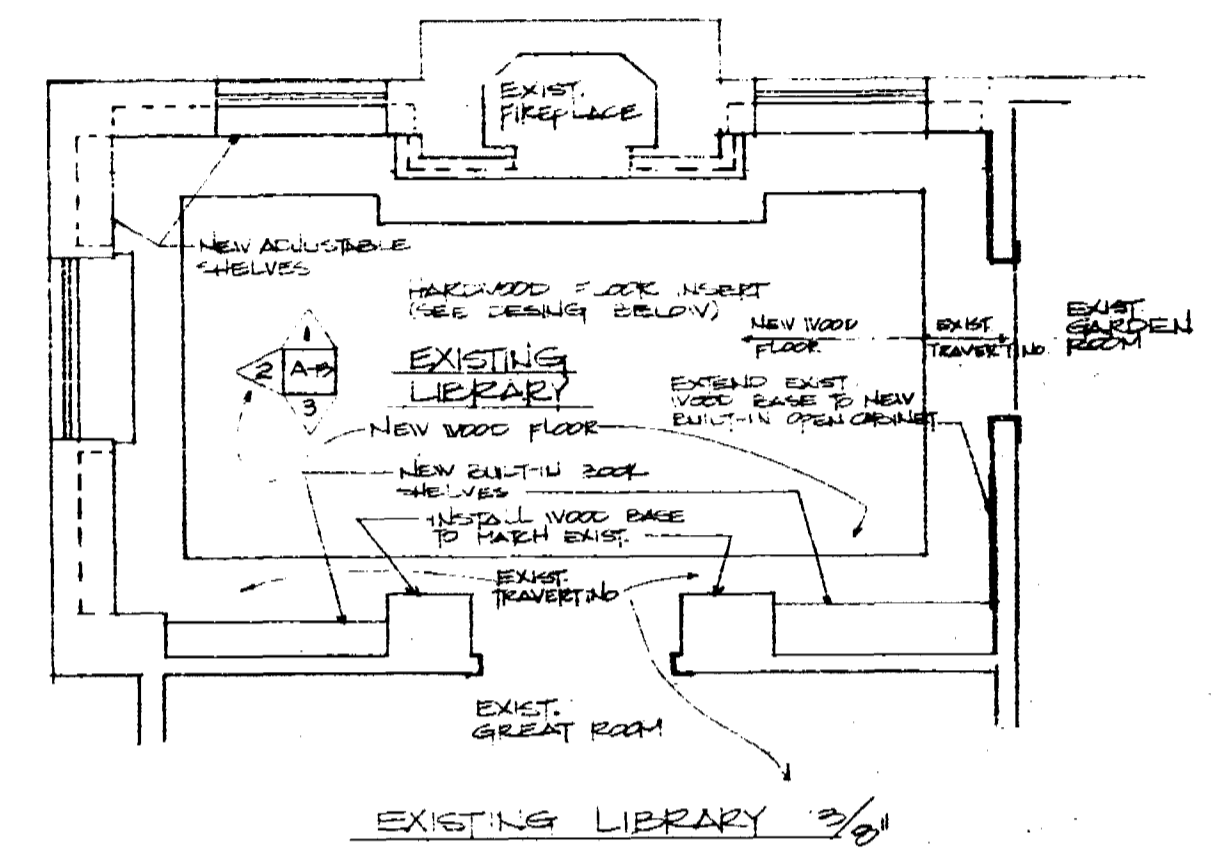 EXIST.
FIREPLACE
NEW ADJUSTABLE
SHELVES
HARDWOOD FLOOR INSERT
(SEE DESING BELOW)
NEW WOOD
FLOOR
EXIST.
TRAVERTINO
EXIST.
GARDEN
ROOM
1
2 A-B
3
EXISTING
LIBRARY
EXTEND EXIST.
WOOD BASE TO NEW
BUILT-IN OPEN CABINET
NEW WOOD FLOOR
NEW BUILT-IN BOOK
SHELVES
INSTALL WOOD BASE
TO MATCH EXIST.
EXIST.
TRAVERTINO
EXIST.
GREAT ROOM
EXISTING LIBRARY 3/8"